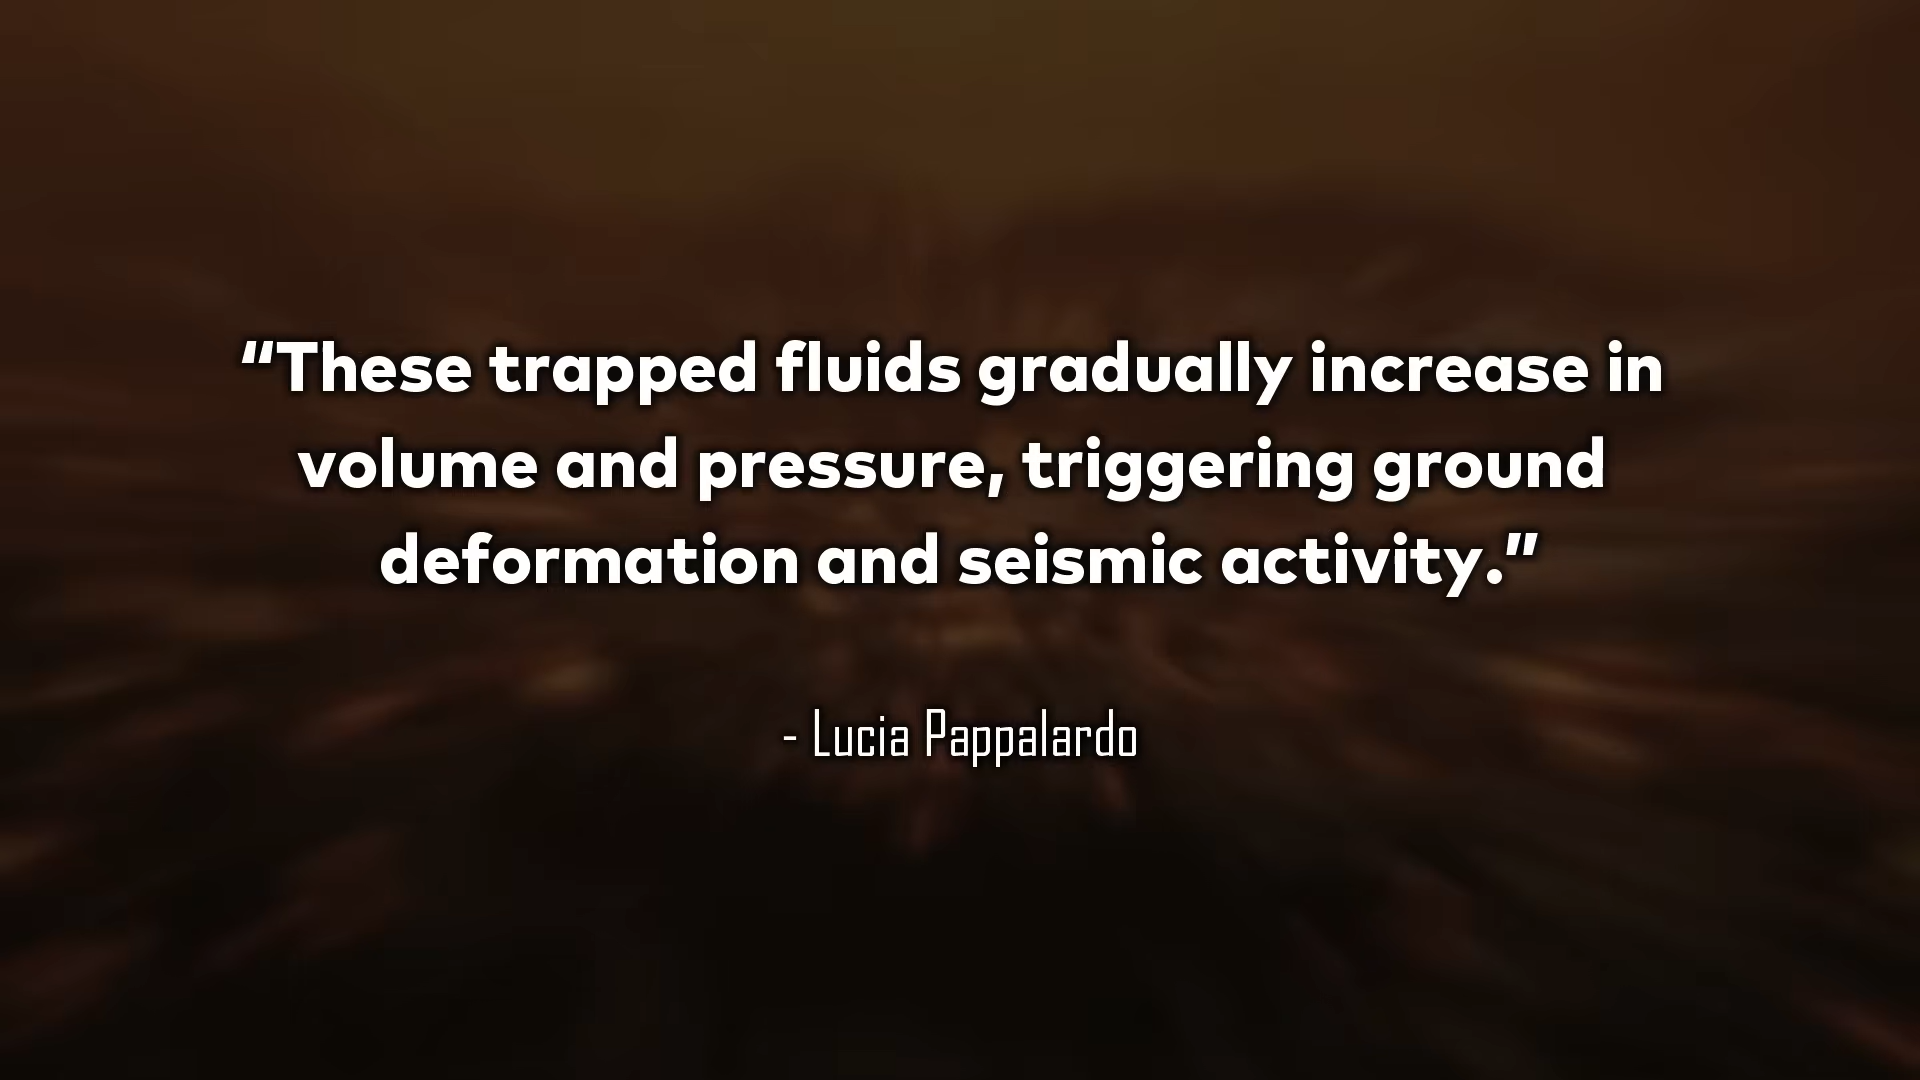 “These trapped fluids gradually increase in
volume and pressure, triggering ground
deformation and seismic activity.”
- Lucia Pappalardo